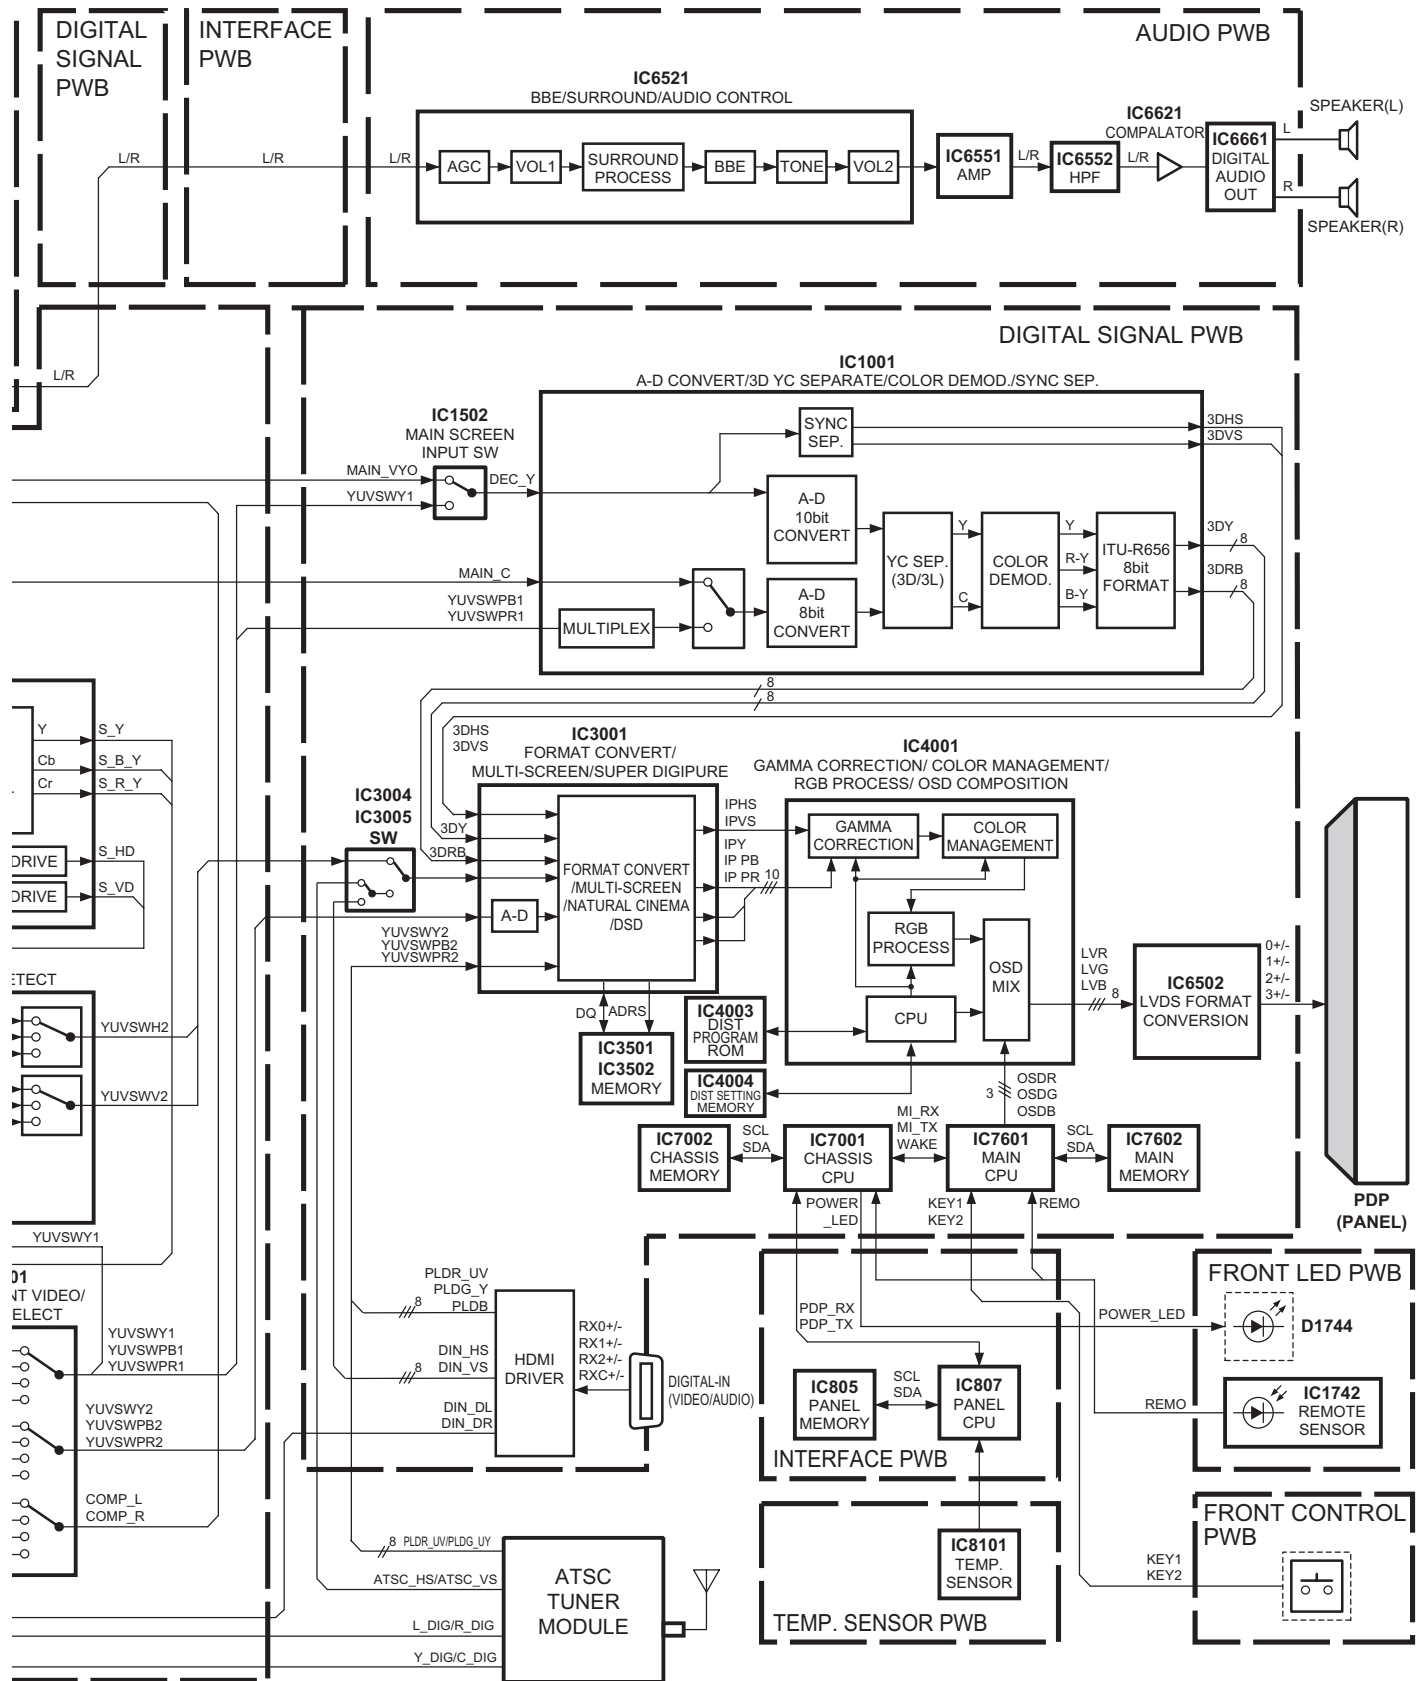 DIGITAL
SIGNAL
PWB
INTERFACE
PWB
AUDIO PWB
IC6521
BBE/SURROUND/AUDIO CONTROL
L/R
L/R
L/R
AGC
VOL1
SURROUND
PROCESS
BBE
TONE
VOL2
IC6551
AMP
L/R
IC6552
HPF
L/R
IC6621
COMPALATOR
IC6661
DIGITAL
AUDIO
OUT
L
R
SPEAKER(L)
SPEAKER(R)
L/R
DIGITAL SIGNAL PWB
IC1001
A-D CONVERT/3D YC SEPARATE/COLOR DEMOD./SYNC SEP.
IC1502
MAIN SCREEN
INPUT SW
MAIN_VYO
YUVSWY1
DEC_Y
SYNC
SEP.
3DHS
3DVS
A-D
10bit
CONVERT
MAIN_C
YUVSWPB1
YUVSWPR1
MULTIPLEX
A-D
8bit
CONVERT
YC SEP.
(3D/3L)
Y
C
COLOR
DEMOD.
Y
R-Y
B-Y
ITU-R656
8bit
FORMAT
3DY
8
3DRB
8
8
8
Y
Cb
Cr
S_Y
S_B_Y
S_R_Y
DRIVE
DRIVE
S_HD
S_VD
3DHS
3DVS
IC3001
FORMAT CONVERT/
MULTI-SCREEN/SUPER DIGIPURE
IC3004
IC3005
SW
3DY
3DRB
A-D
FORMAT CONVERT
/MULTI-SCREEN
/NATURAL CINEMA
/DSD
YUVSWY2
YUVSWPB2
YUVSWPR2
IPHS
IPVS
IPY
IP PB
IP PR
10
IC4001
GAMMA CORRECTION/ COLOR MANAGEMENT/
RGB PROCESS/ OSD COMPOSITION
GAMMA
CORRECTION
COLOR
MANAGEMENT
RGB
PROCESS
OSD
MIX
CPU
LVR
LVG
LVB
8
IC6502
LVDS FORMAT
CONVERSION
0+/-
1+/-
2+/-
3+/-
PDP
(PANEL)
DQ
ADRS
IC3501
IC3502
MEMORY
IC4003
DIST
PROGRAM
ROM
IC4004
DIST SETTING
MEMORY
3
OSDR
OSDG
OSDB
ETECT
YUVSWH2
YUVSWV2
IC7002
CHASSIS
MEMORY
SCL
SDA
IC7001
CHASSIS
CPU
MI_RX
MI_TX
WAKE
IC7601
MAIN
CPU
SCL
SDA
IC7602
MAIN
MEMORY
POWER
_LED
KEY1
KEY2
REMO
YUVSWY1
01
NT VIDEO/
ELECT
YUVSWY1
YUVSWPB1
YUVSWPR1
YUVSWY2
YUVSWPB2
YUVSWPR2
COMP_L
COMP_R
PLDR_UV
PLDG_Y
PLDB
8
DIN_HS
DIN_VS
8
DIN_DL
DIN_DR
HDMI
DRIVER
RX0+/-
RX1+/-
RX2+/-
RXC+/-
DIGITAL-IN
(VIDEO/AUDIO)
PDP_RX
PDP_TX
IC805
PANEL
MEMORY
SCL
SDA
IC807
PANEL
CPU
INTERFACE PWB
FRONT LED PWB
POWER_LED
D1744
REMO
IC1742
REMOTE
SENSOR
8
PLDR_UV/PLDG_UY
ATSC_HS/ATSC_VS
L_DIG/R_DIG
Y_DIG/C_DIG
ATSC
TUNER
MODULE
IC8101
TEMP.
SENSOR
TEMP. SENSOR PWB
FRONT CONTROL
PWB
KEY1
KEY2